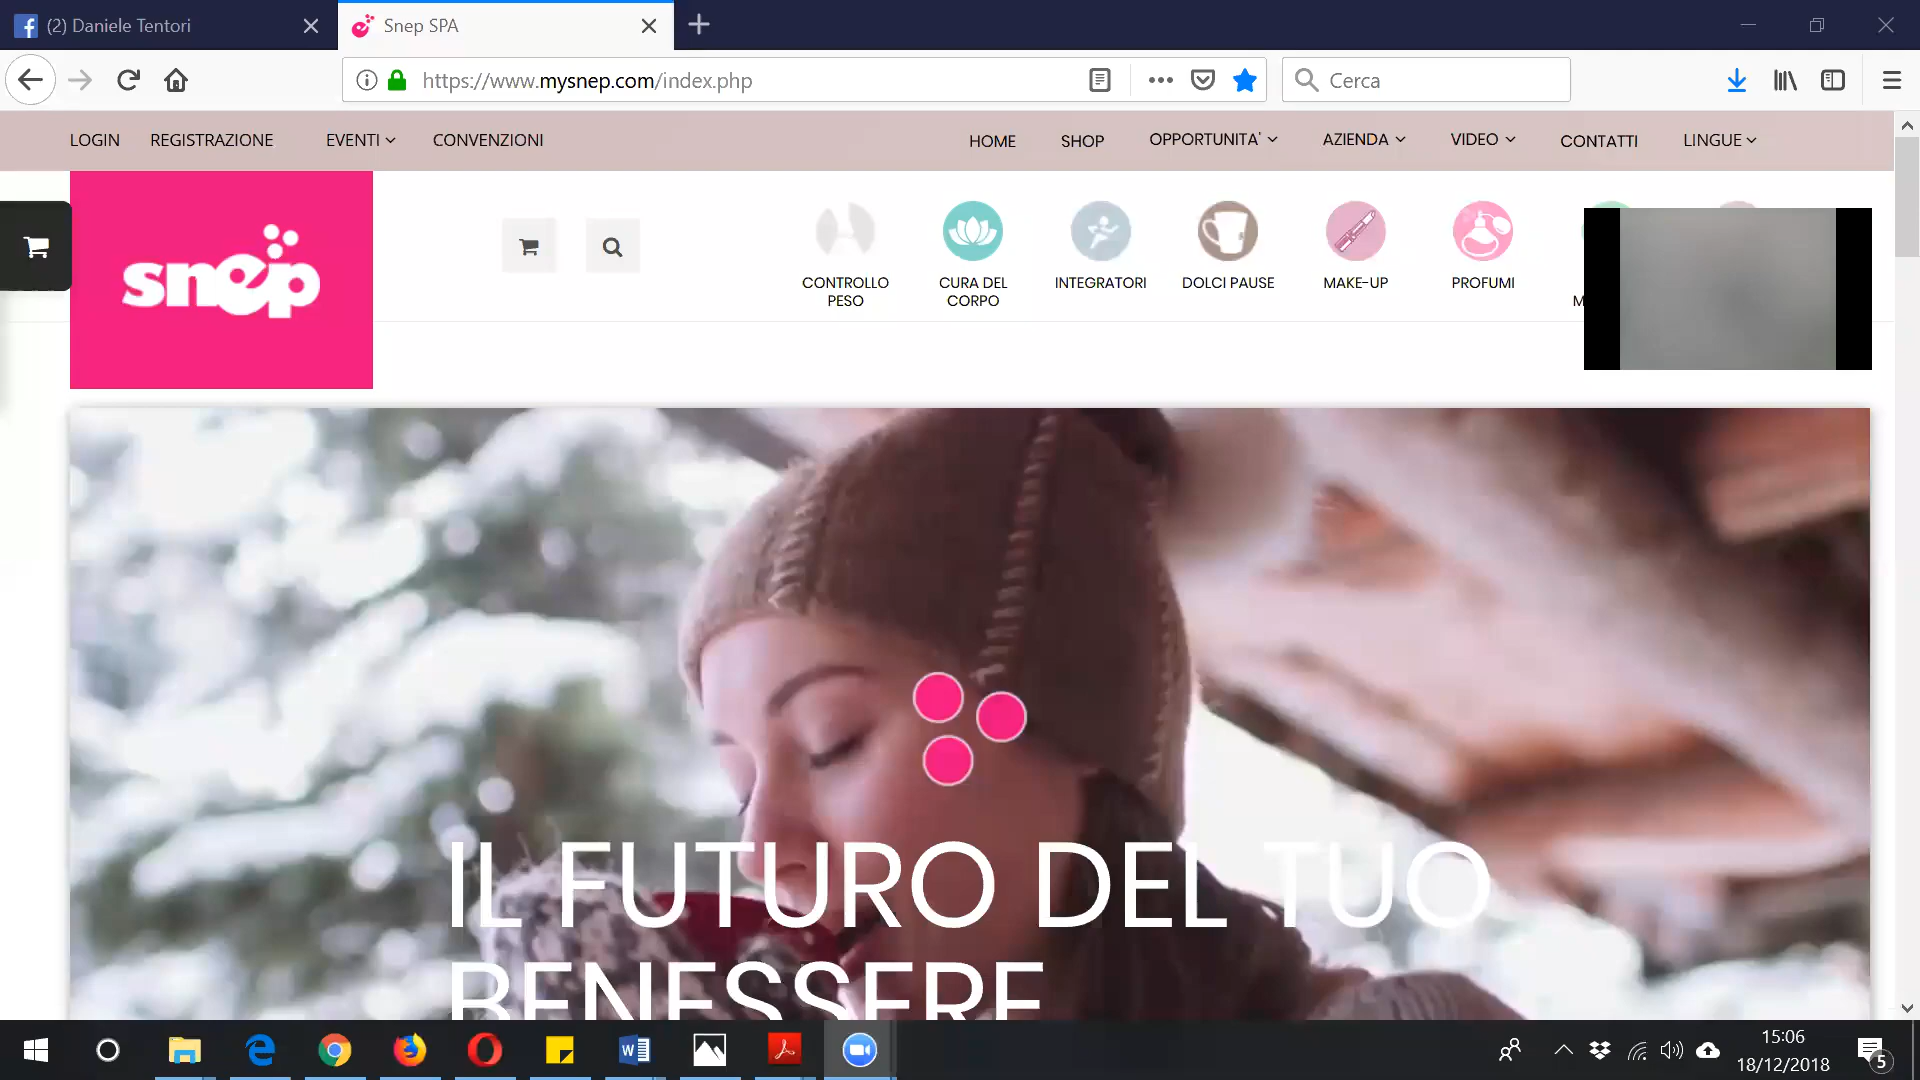 (2) Daniele Tentori
Snep SPA
https://www.mysnep.com/index.php
Cerca
LOGIN REGISTRAZIONE EVENTI CONVENZIONI HOME SHOP OPPORTUNITA' AZIENDA VIDEO CONTATTI LINGUE
snep
CONTROLLO PESO
CURA DEL CORPO
INTEGRATORI
DOLCI PAUSE
MAKE-UP
PROFUMI
IL FUTURO DEL TUO
BENESSERE
15:06
18/12/2018
5